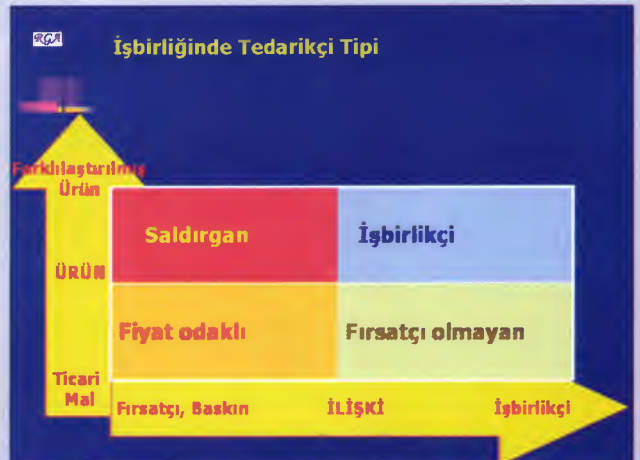 RGA
İşbirliğinde Tedarikçi Tipi
Farklılaştırılmış
Ürün
Saldırgan
İşbirlikçi
ÜRÜN
Fiyat odaklı
Fırsatçı olmayan
Ticari
Mal
Fırsatçı, Baskın
İLİŞKİ
İşbirlikçi